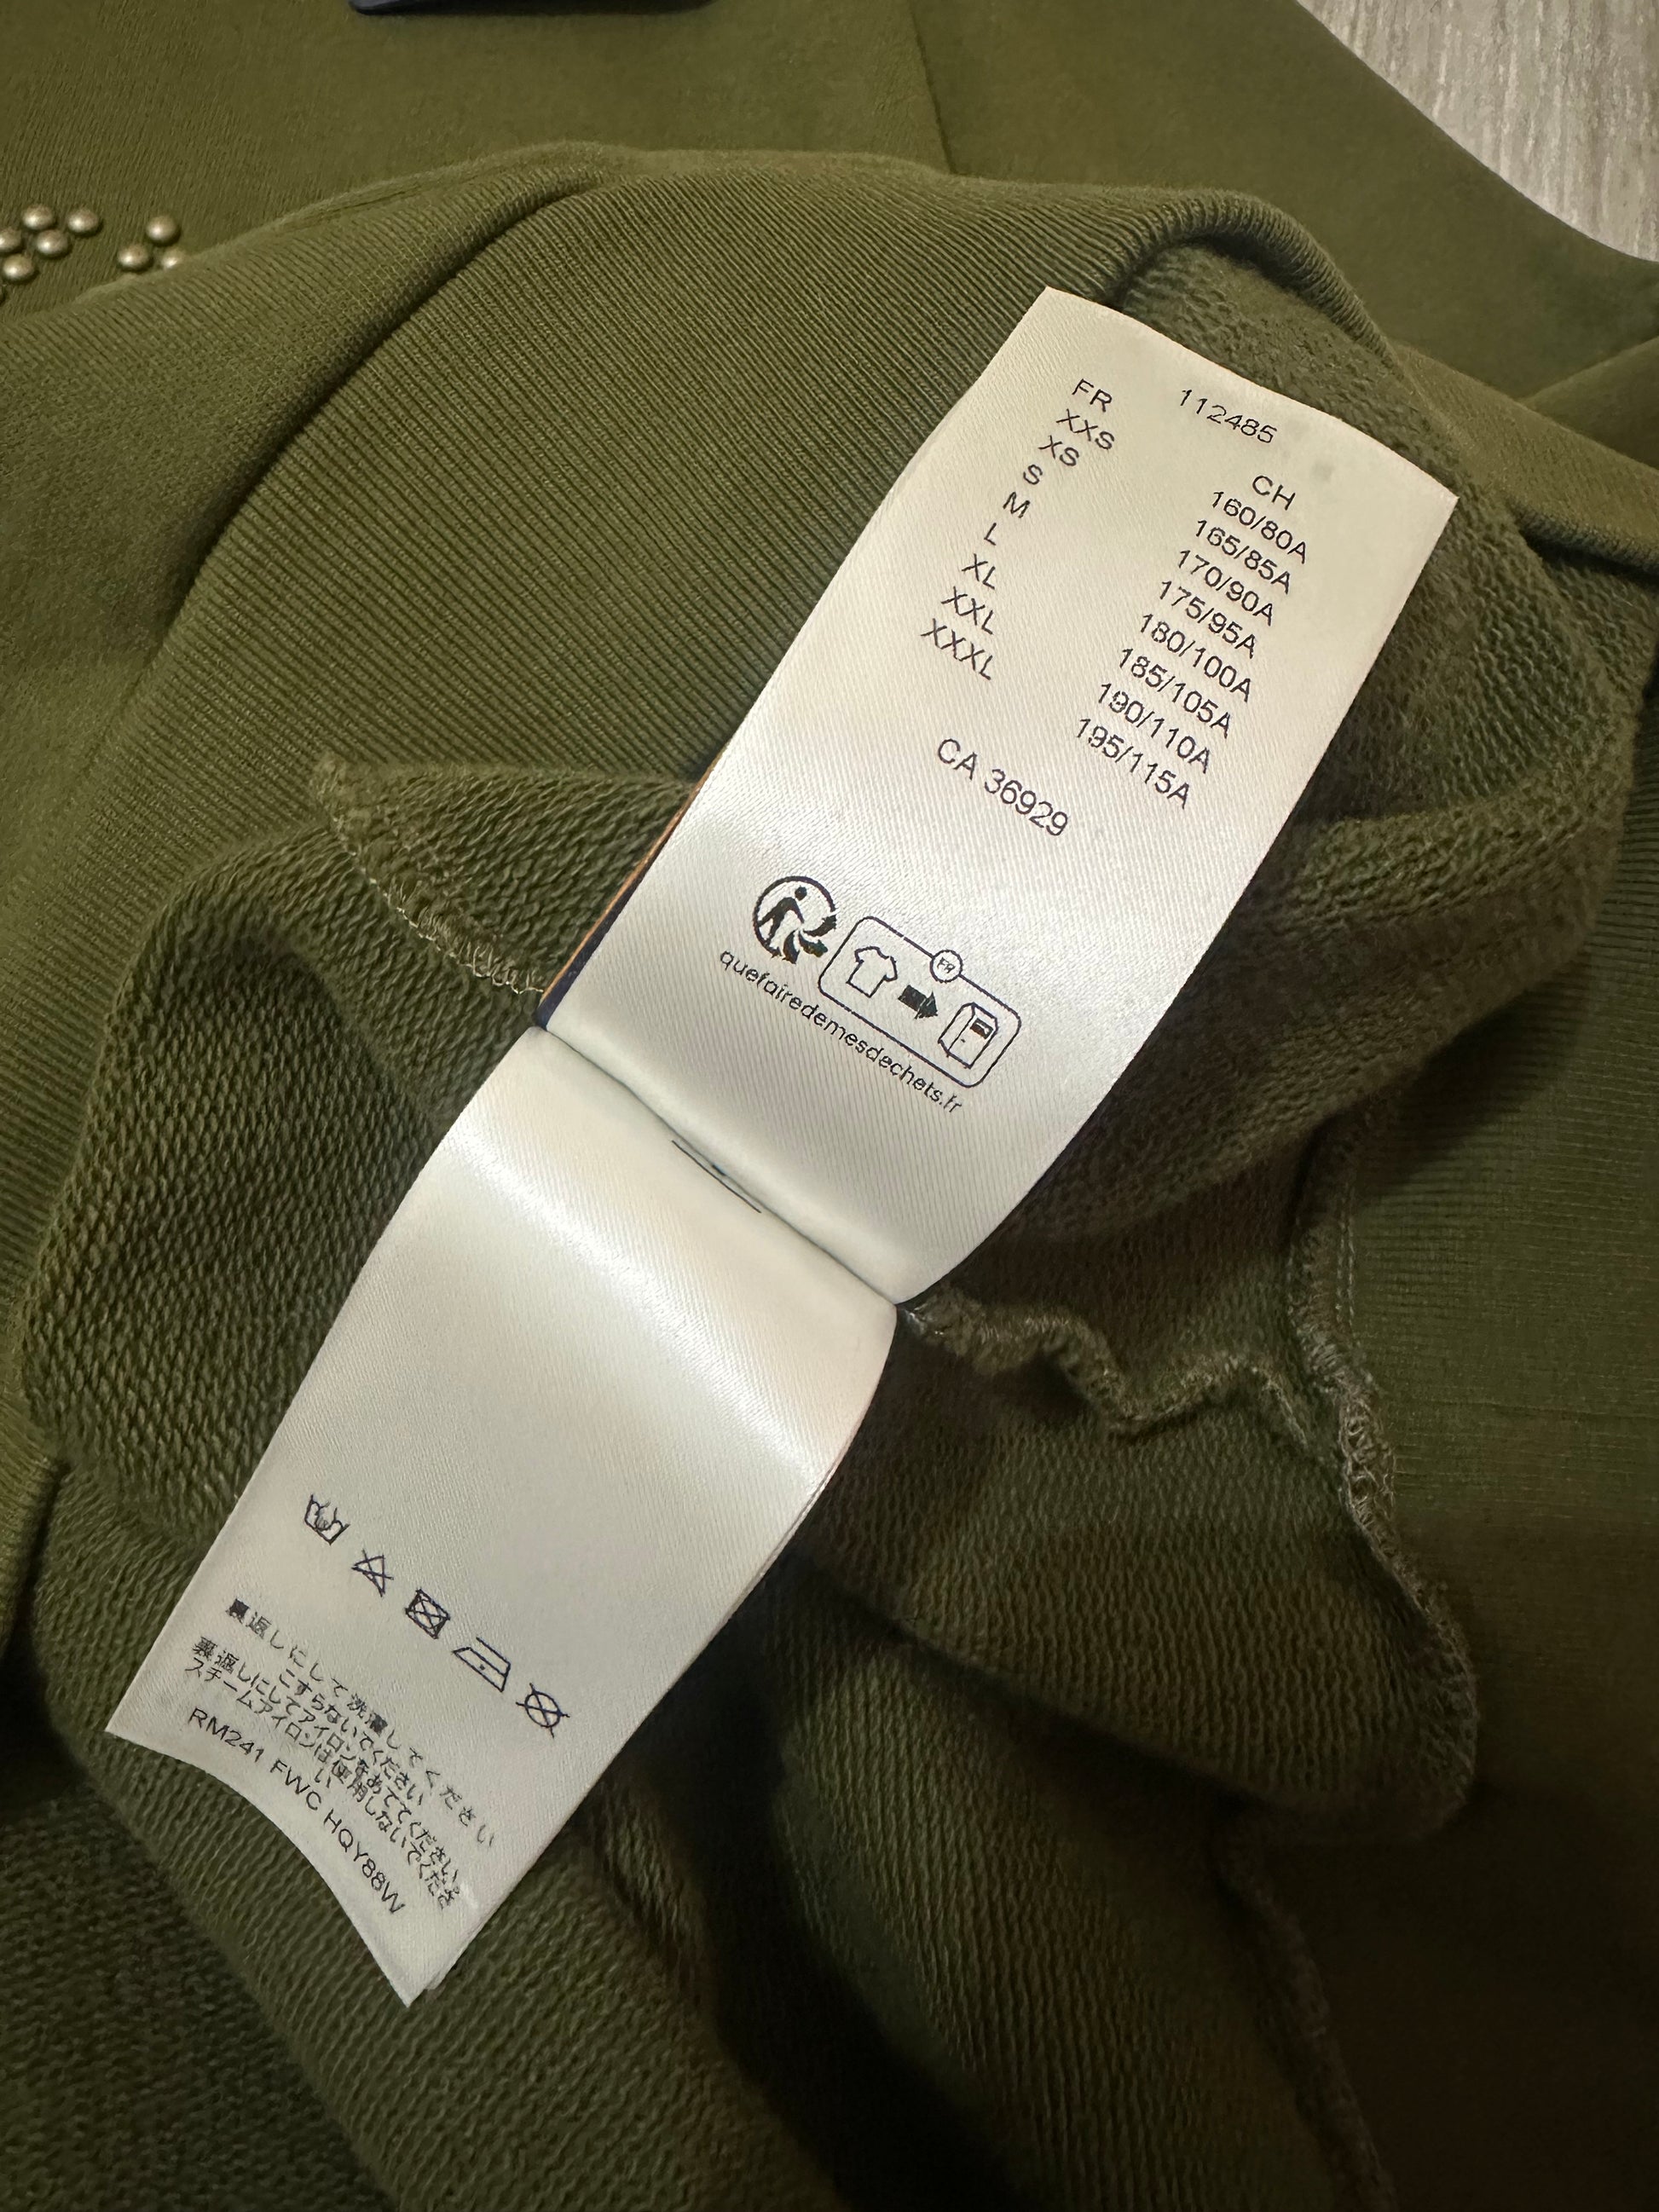 112485
FR CH
XXS 160/80A
XS 165/85A
S 170/90A
M 175/95A
L 180/100A
XL 185/105A
XXL 190/110A
XXXL 195/115A
CA 36929
FR
quefairedemesdechets.fr
裏返しにして洗濯してください
こすらないでください
裏返しにしてアイロンをあててください。
スチームアイロンは使用しないでくださ
い
RM241 FWC HQY88W